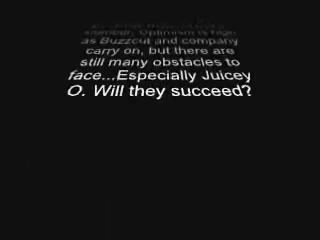 Optimism is high
as Buzzcut and company
carry on, but there are
still many obstacles to
face...Especially Juicey
O. Will they succeed?